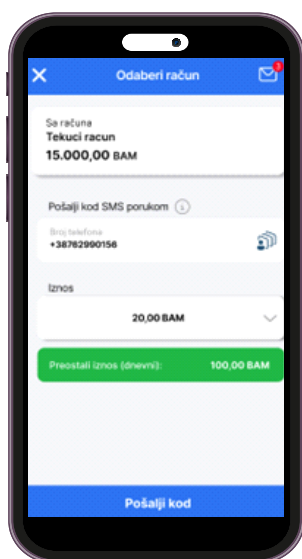 Odaberi račun
3
Sa računa
Tekuci racun
15.000,00 BAM
Pošalji kod SMS porukom
Broj telefona
+38762990156
Iznos
20,00 BAM
Preostali iznos (dnevni): 100,00 BAM
Pošalji kod